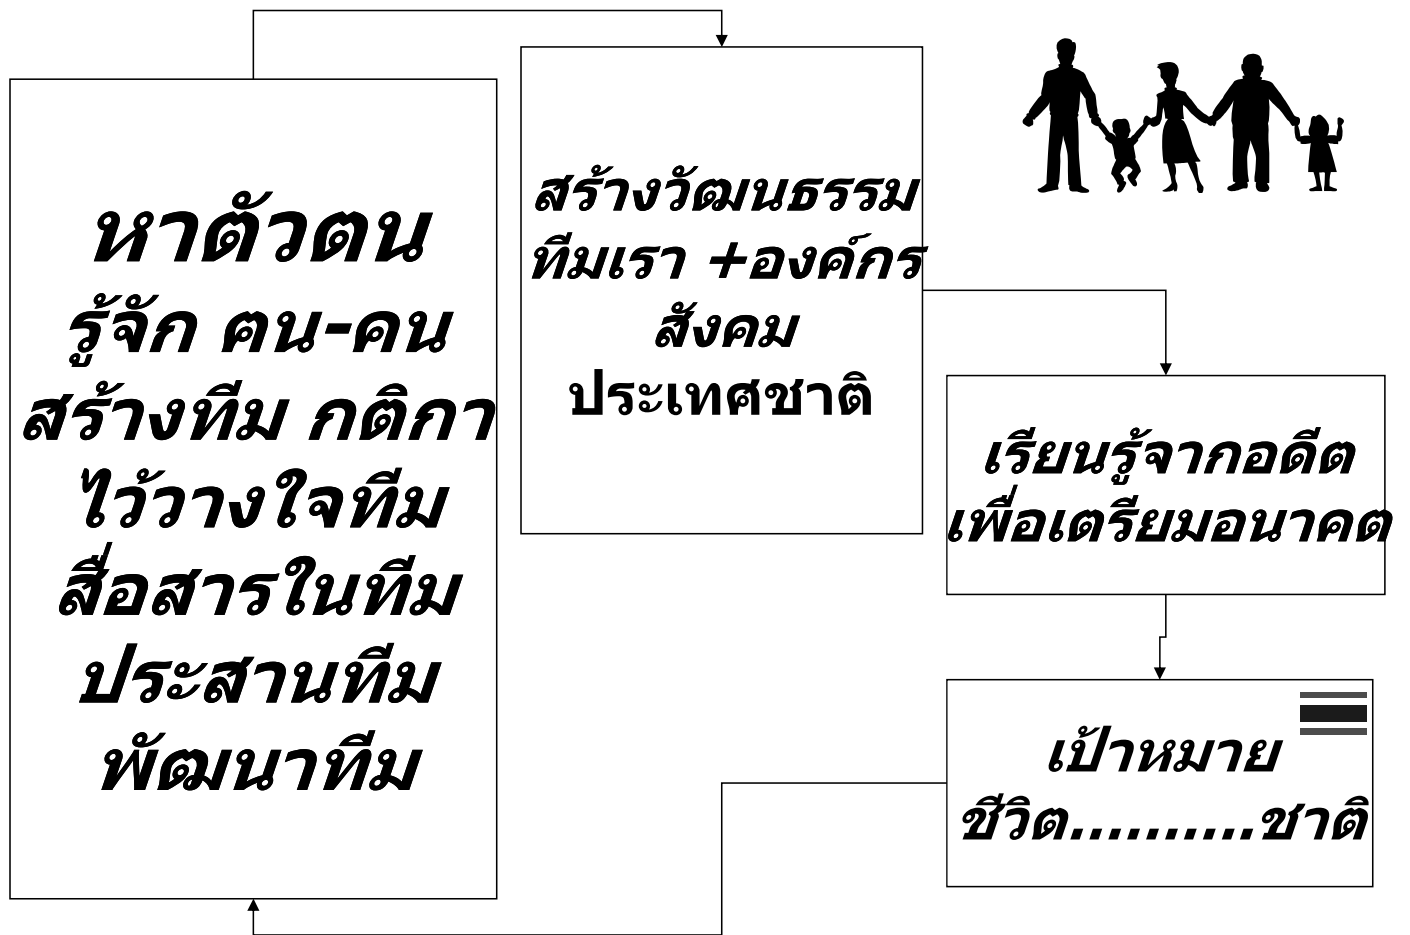 หาตัวตน
รู้จัก ฅน-คน
สร้างทีม กติกา
ไว้วางใจทีม
สื่อสารในทีม
ประสานทีม
พัฒนาทีม
สร้างวัฒนธรรม
ทีมเรา +องค์กร
สังคม
ประเทศชาติ
เรียนรู้จากอดีต
เพื่อเตรียมอนาคต
เป้าหมาย
ชีวิต..........ชาติ